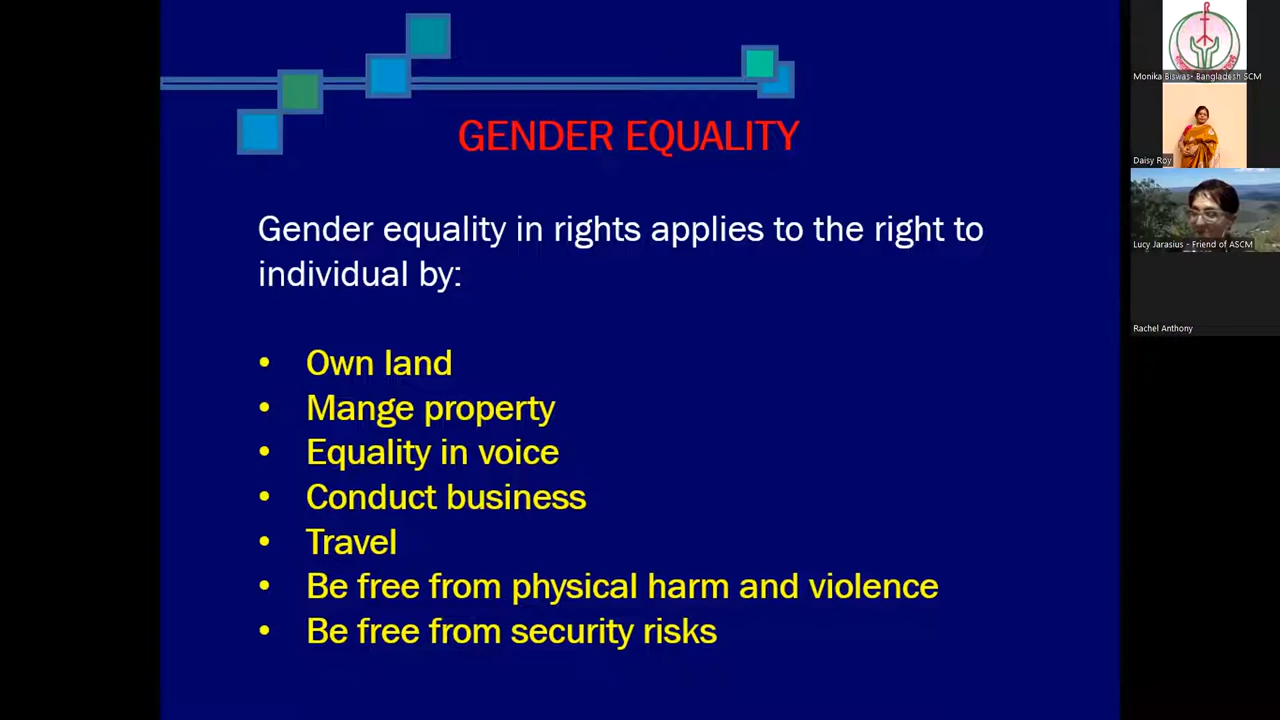 GENDER EQUALITY
Gender equality in rights applies to the right to
individual by:
• Own land
• Mange property
• Equality in voice
• Conduct business
• Travel
• Be free from physical harm and violence
• Be free from security risks
Monika Biswas- Bangladesh SCM
Daisy Roy
Lucy Jarasius - Friend of ASCM
Rachel Anthony